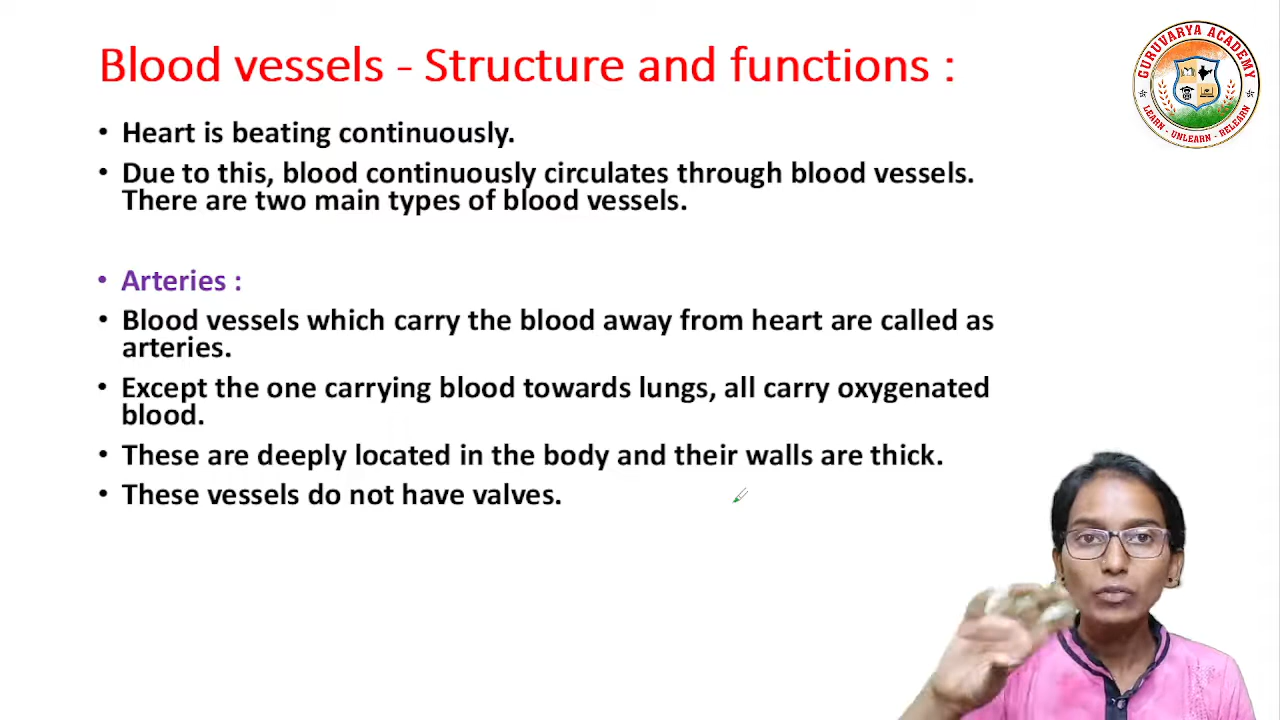 Blood vessels - Structure and functions :
GURUVARYA ACADEMY
LEARN - UNLEARN - RELEARN
• Heart is beating continuously.
• Due to this, blood continuously circulates through blood vessels.
There are two main types of blood vessels.
• Arteries :
• Blood vessels which carry the blood away from heart are called as
arteries.
• Except the one carrying blood towards lungs, all carry oxygenated
blood.
• These are deeply located in the body and their walls are thick.
• These vessels do not have valves.